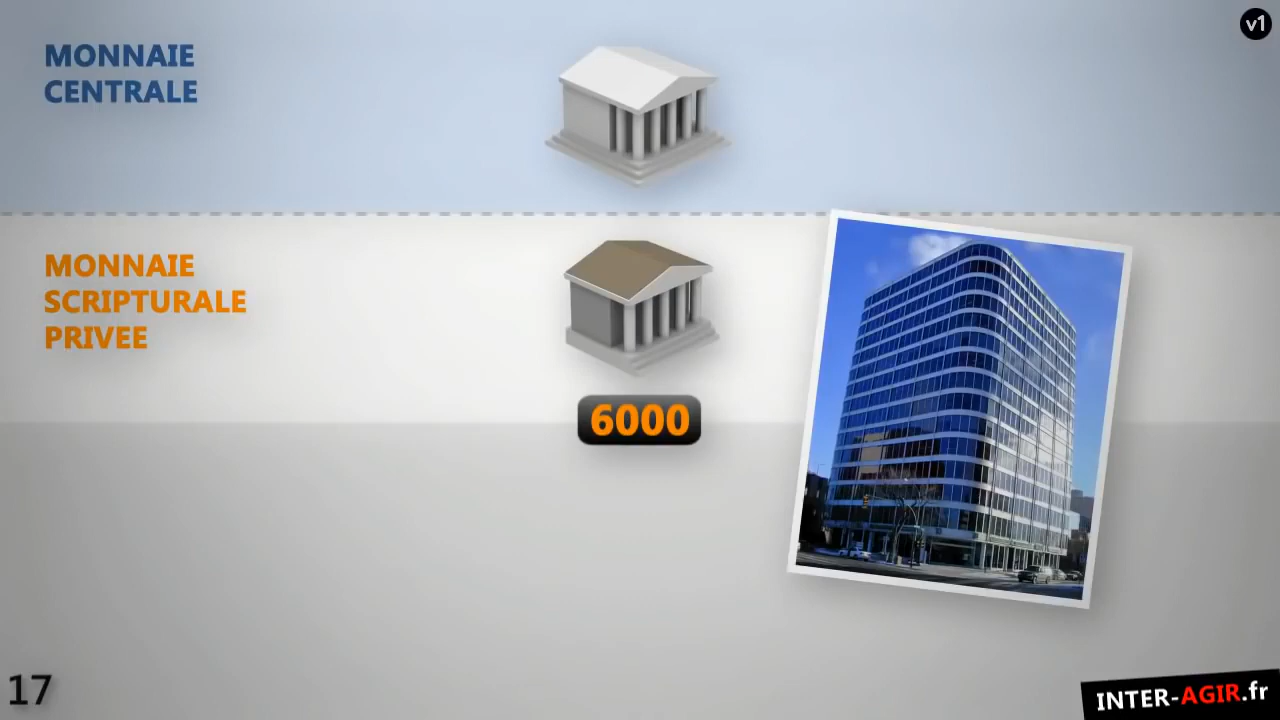 MONNAIE
CENTRALE
v1
MONNAIE
SCRIPTURALE
PRIVEE
6000
17
INTER-AGIR.fr